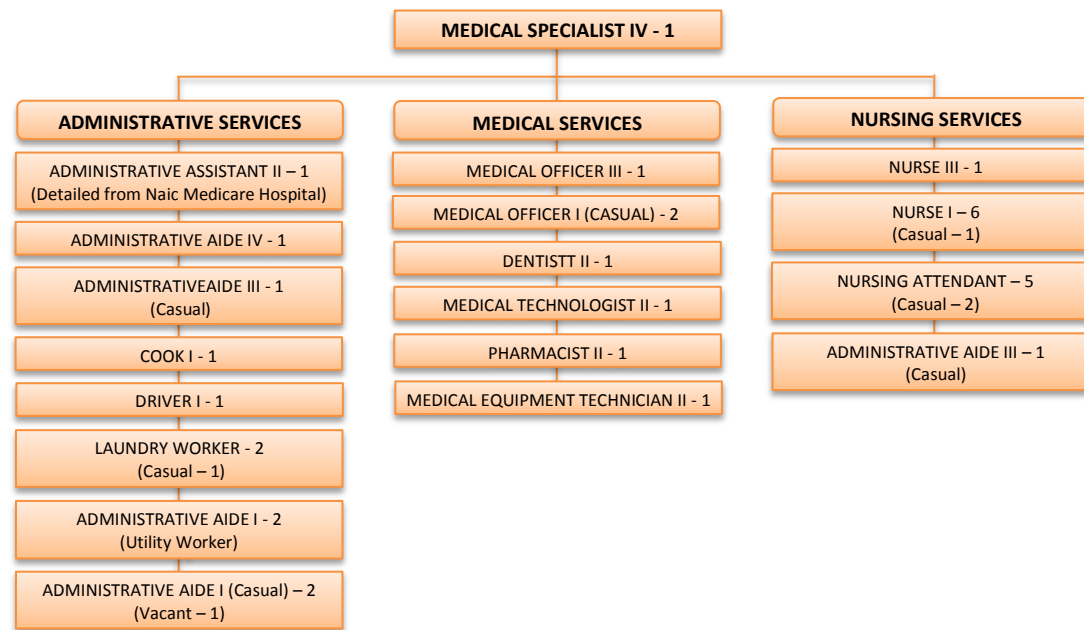 MEDICAL SPECIALIST IV - 1
ADMINISTRATIVE SERVICES
ADMINISTRATIVE ASSISTANT II – 1
(Detailed from Naic Medicare Hospital)
ADMINISTRATIVE AIDE IV - 1
ADMINISTRATIVEAIDE III - 1
(Casual)
COOK I - 1
DRIVER I - 1
LAUNDRY WORKER - 2
(Casual – 1)
ADMINISTRATIVE AIDE I - 2
(Utility Worker)
ADMINISTRATIVE AIDE I (Casual) – 2
(Vacant – 1)
MEDICAL SERVICES
MEDICAL OFFICER III - 1
MEDICAL OFFICER I (CASUAL) - 2
DENTISTT II - 1
MEDICAL TECHNOLOGIST II - 1
PHARMACIST II - 1
MEDICAL EQUIPMENT TECHNICIAN II - 1
NURSING SERVICES
NURSE III - 1
NURSE I – 6
(Casual – 1)
NURSING ATTENDANT – 5
(Casual – 2)
ADMINISTRATIVE AIDE III – 1
(Casual)